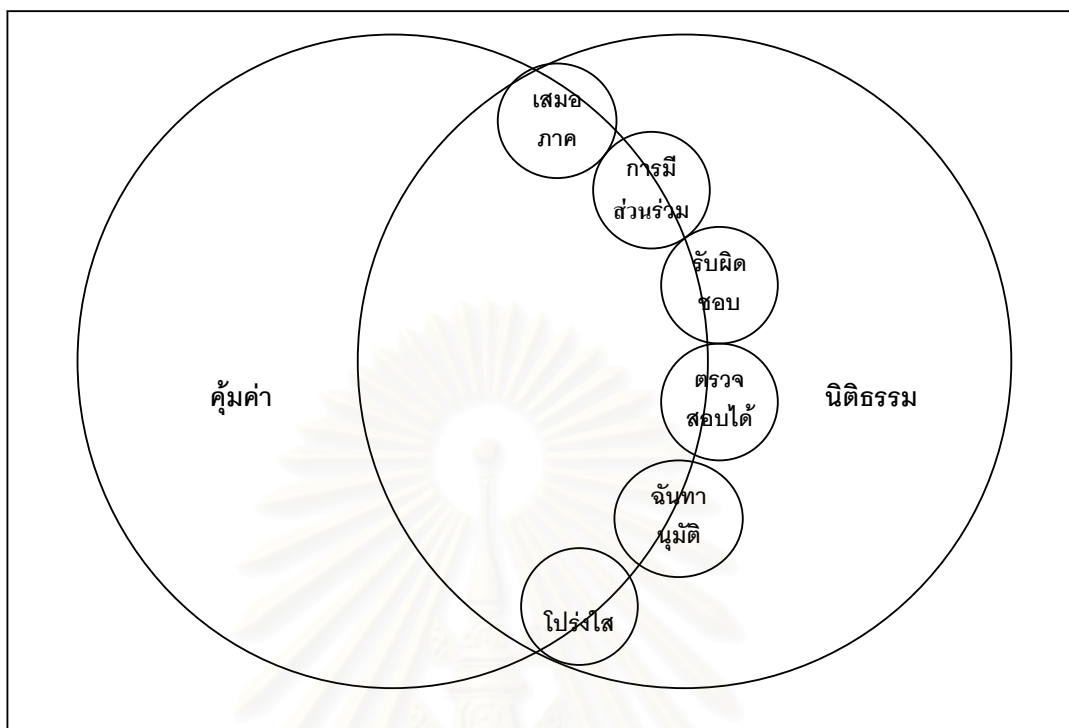 เสมอ
ภาค
การมี
ส่วนร่วม
รับผิด
ชอบ
คุ้มค่า
ตรวจ
สอบได้
นิติธรรม
ฉันทา
นุมัติ
โปร่งใส